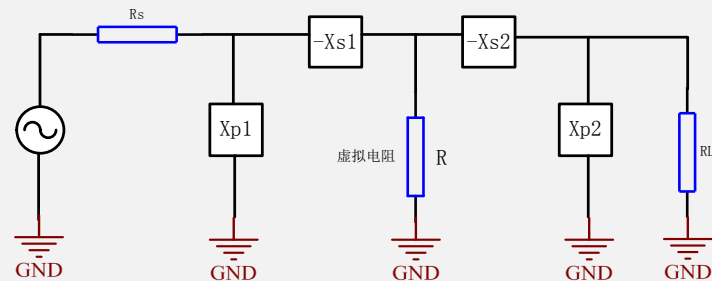 Rs
-Xs1
-Xs2
Xp1
虚拟电阻
R
Xp2
RL
GND
GND
GND
GND
GND